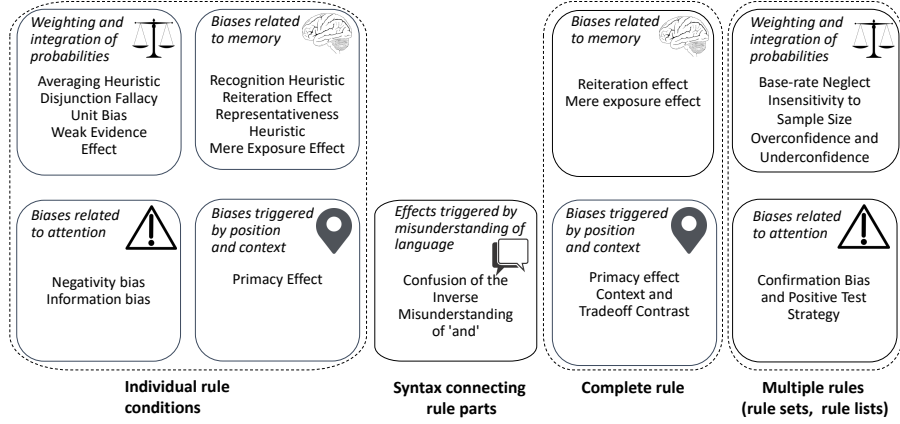 Weighting and
integration of
probabilities
Averaging Heuristic
Disjunction Fallacy
Unit Bias
Weak Evidence
Effect
Biases related
to memory
Recognition Heuristic
Reiteration Effect
Representativeness
Heuristic
Mere Exposure Effect
Biases related
to attention
Negativity bias
Information bias
Biases triggered
by position
and context
Primacy Effect
Individual rule
conditions
Effects triggered by
misunderstanding of
language
Confusion of the
Inverse
Misunderstanding
of 'and'
Syntax connecting
rule parts
Biases related
to memory
Reiteration effect
Mere exposure effect
Biases triggered
by position
and context
Primacy effect
Context and
Tradeoff Contrast
Complete rule
Weighting and
integration of
probabilities
Base-rate Neglect
Insensitivity to
Sample Size
Overconfidence and
Underconfidence
Biases related
to attention
Confirmation Bias
and Positive Test
Strategy
Multiple rules
(rule sets, rule lists)